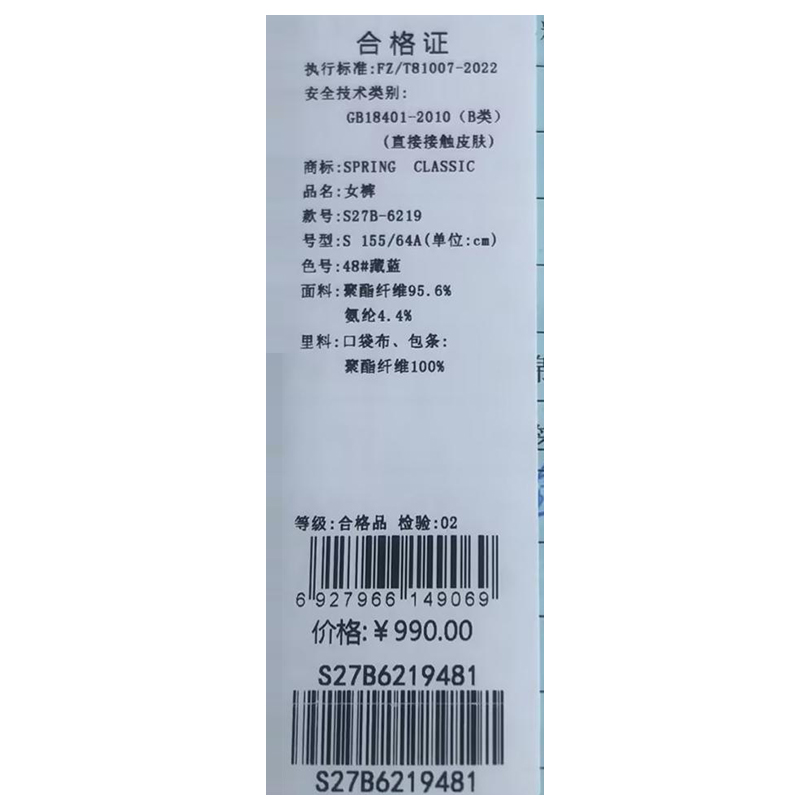 合格证
执行标准:FZ/T81007-2022
安全技术类别:
GB18401-2010（B类）
(直接接触皮肤)
商标:SPRING CLASSIC
品名:女裤
款号:S27B-6219
号型:S 155/64A(单位:cm)
色号:48#藏蓝
面料:聚酯纤维95.6%
氨纶4.4%
里料:口袋布、包条:
聚酯纤维100%
等级:合格品 检验:02
6 927966 149069
价格:￥990.00
S27B6219481
S27B6219481